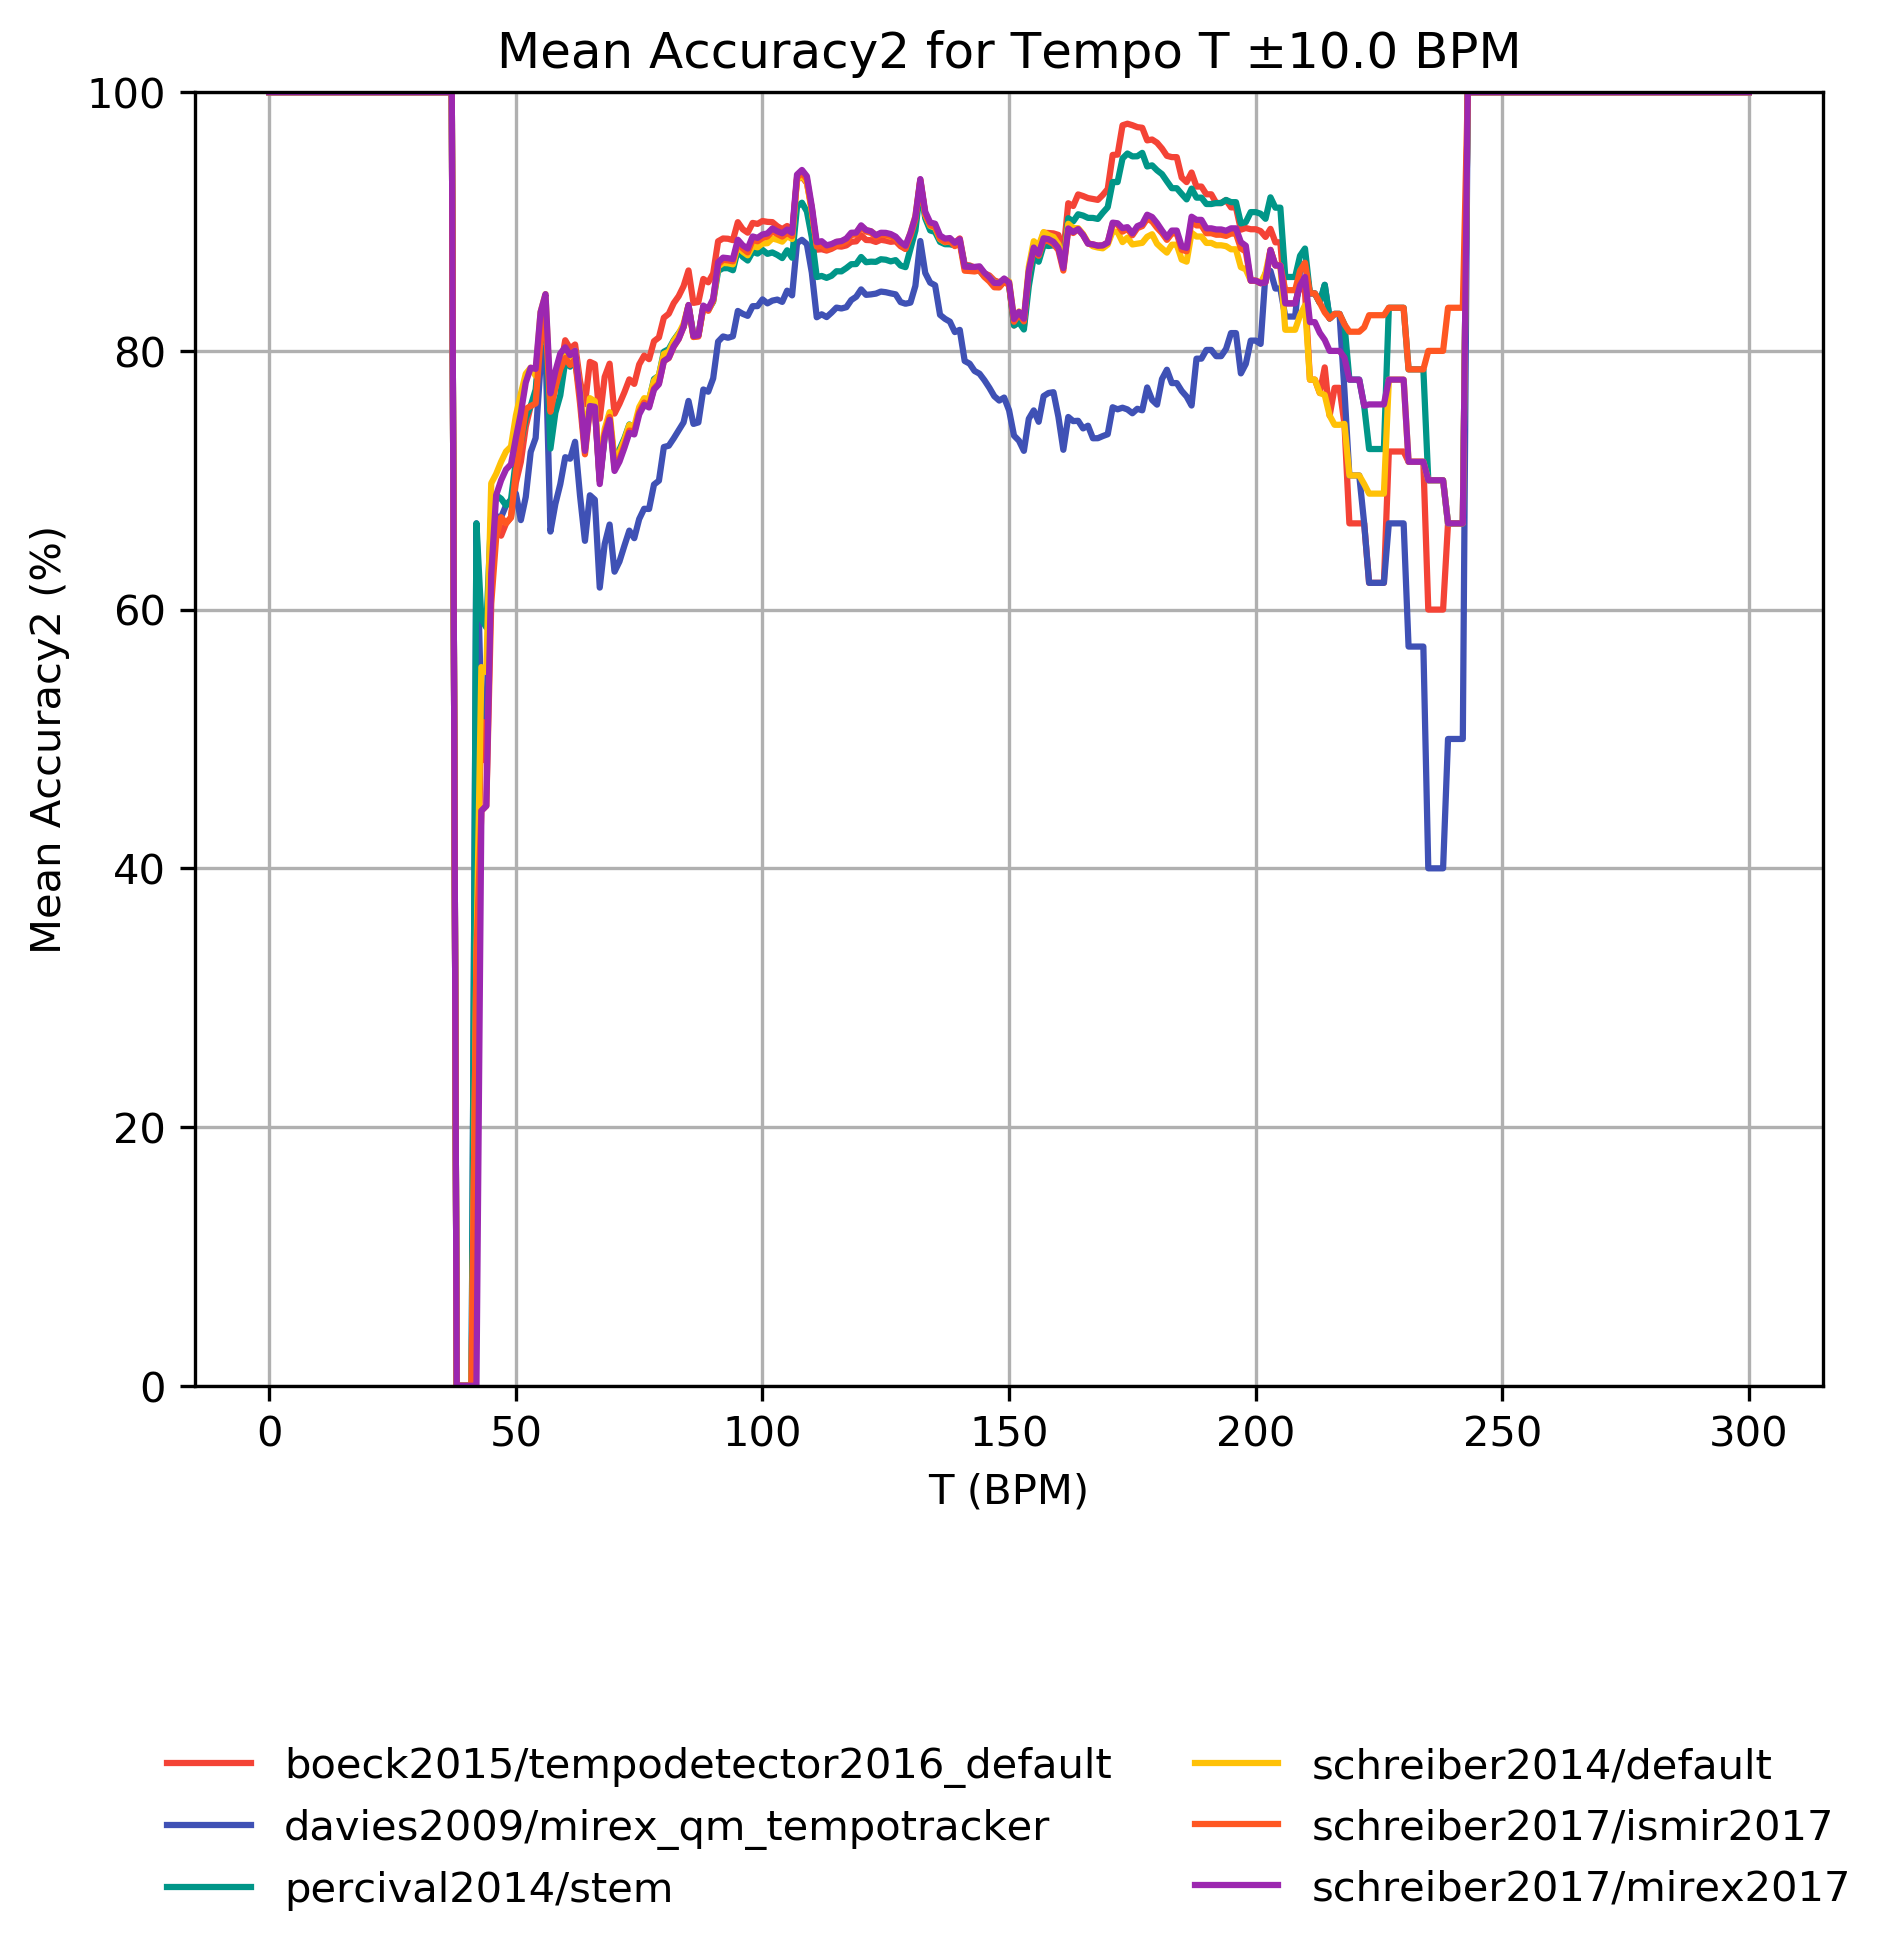 Mean Accuracy2 for Tempo T ±10.0 BPM
Mean Accuracy2 (%)
100
80
60
40
20
0
0 50 100 150 200 250 300
T (BPM)
boeck2015/tempodetector2016_default
davies2009/mirex_qm_tempotracker
percival2014/stem
schreiber2014/default
schreiber2017/ismir2017
schreiber2017/mirex2017